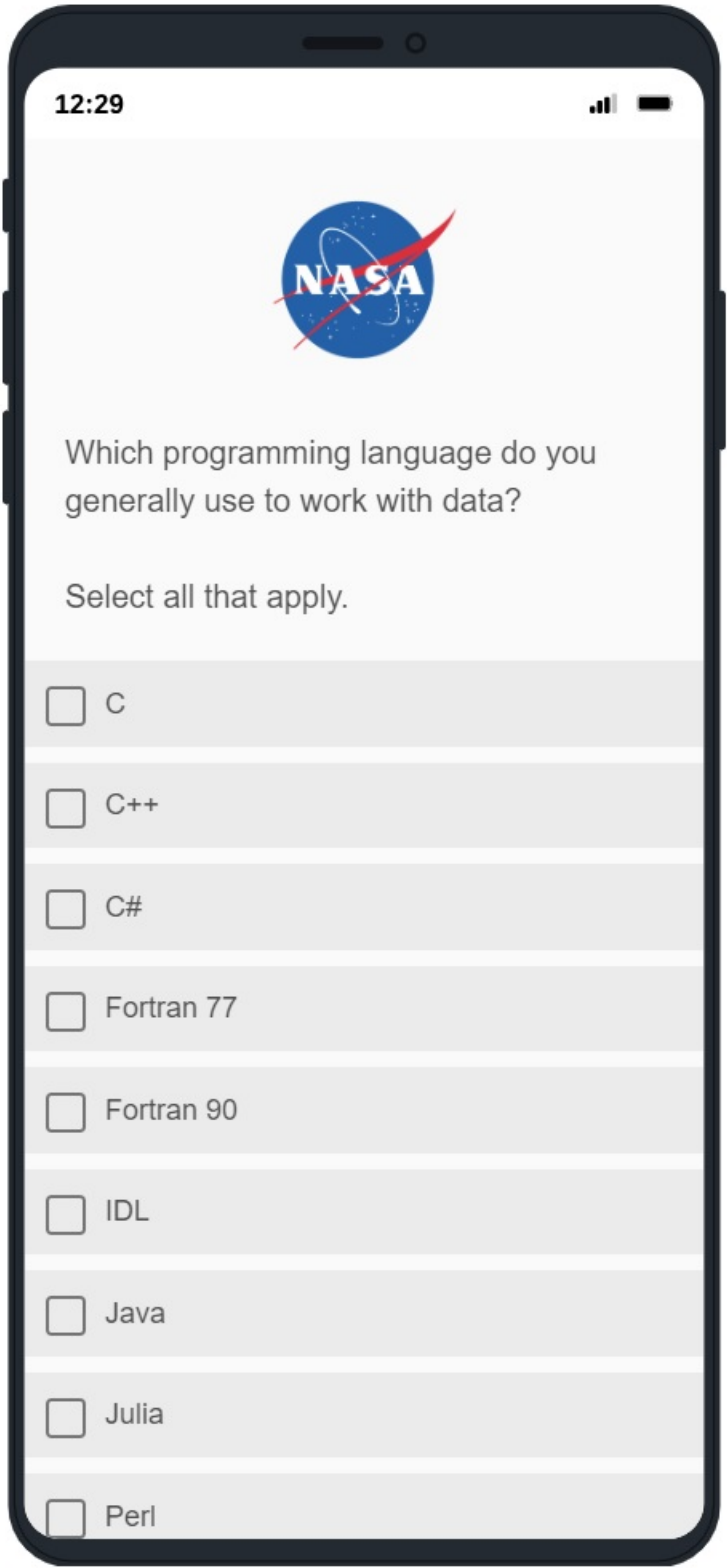 12:29
NASA
Which programming language do you
generally use to work with data?
Select all that apply.
C
C++
C#
Fortran 77
Fortran 90
IDL
Java
Julia
Perl